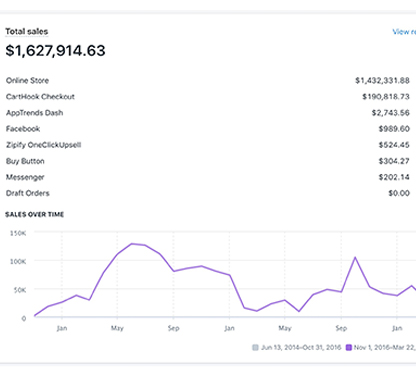 Total sales View re
$1,627,914.63
Online Store $1,432,331.88
CartHook Checkout $190,818.73
AppTrends Dash $2,743.56
Facebook $989.60
Zipify OneClickUpsell $524.45
Buy Button $304.27
Messenger $202.14
Draft Orders $0.00
SALES OVER TIME
150K
100K
50K
0
Jan May Sep Jan May Sep Jan
Jun 13, 2014–Oct 31, 2016 Nov 1, 2016–Mar 22,